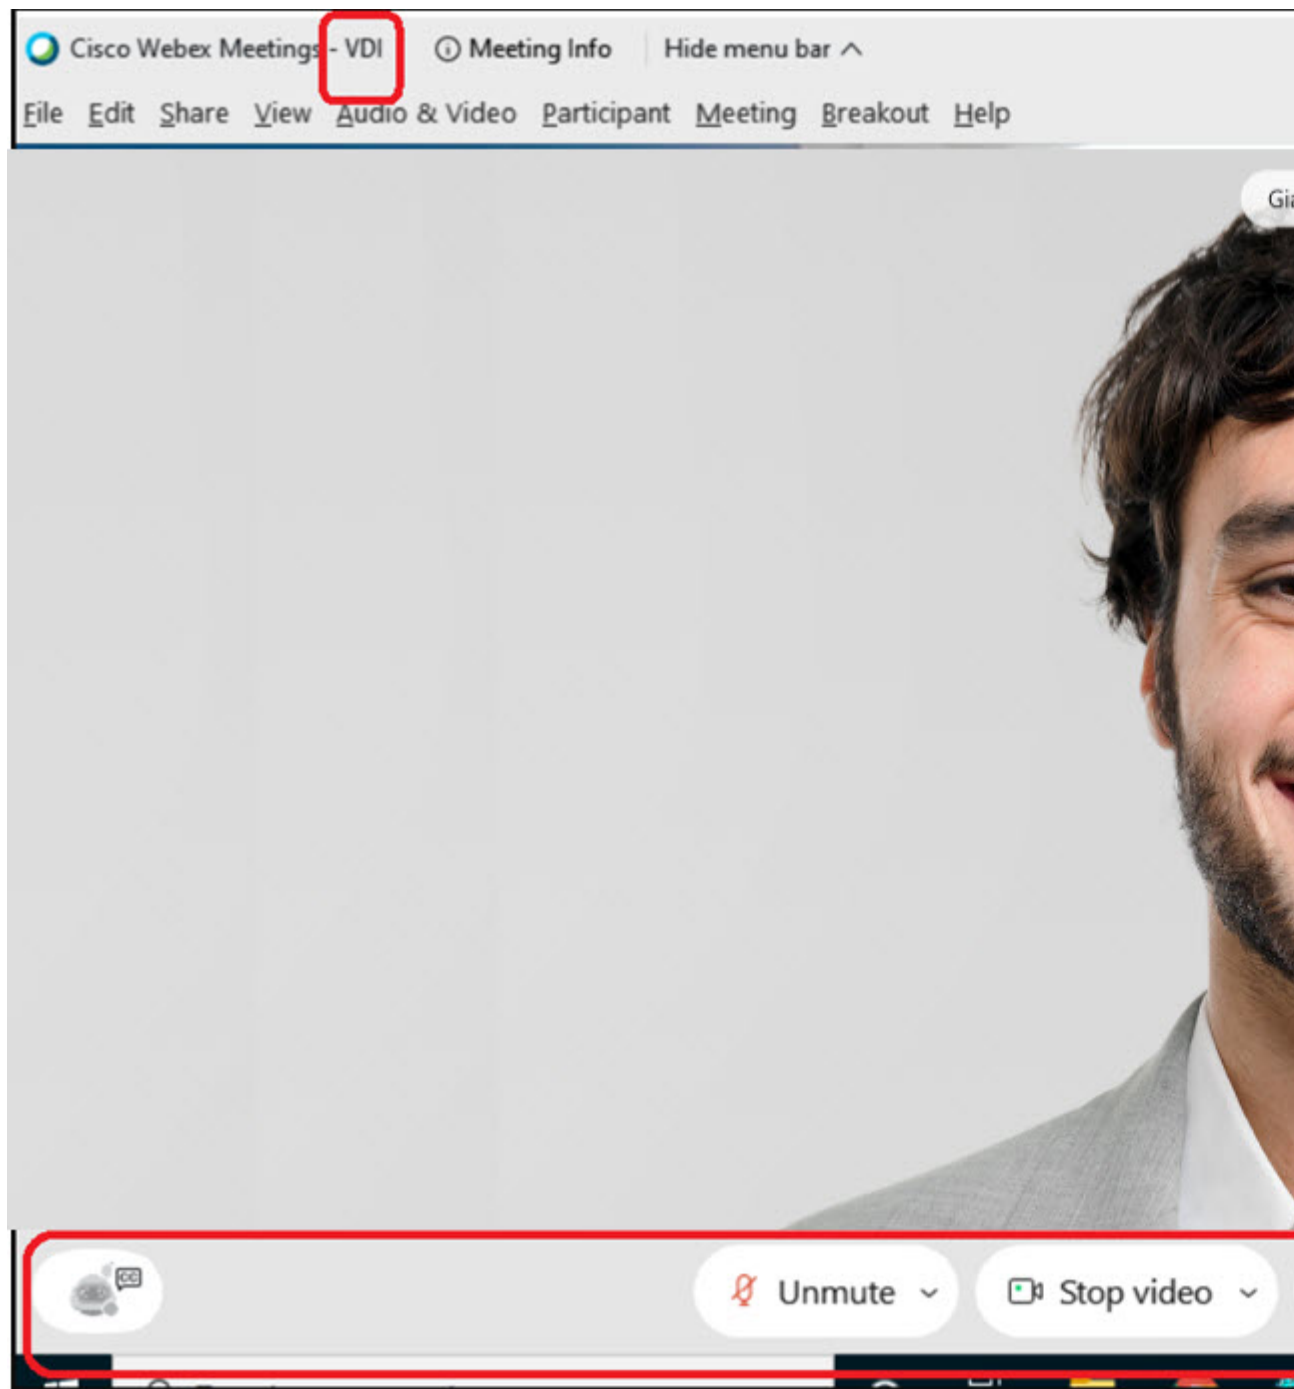 Cisco Webex Meetings - VDI Meeting Info Hide menu bar
File Edit Share View Audio & Video Participant Meeting Breakout Help
CC Unmute Stop video